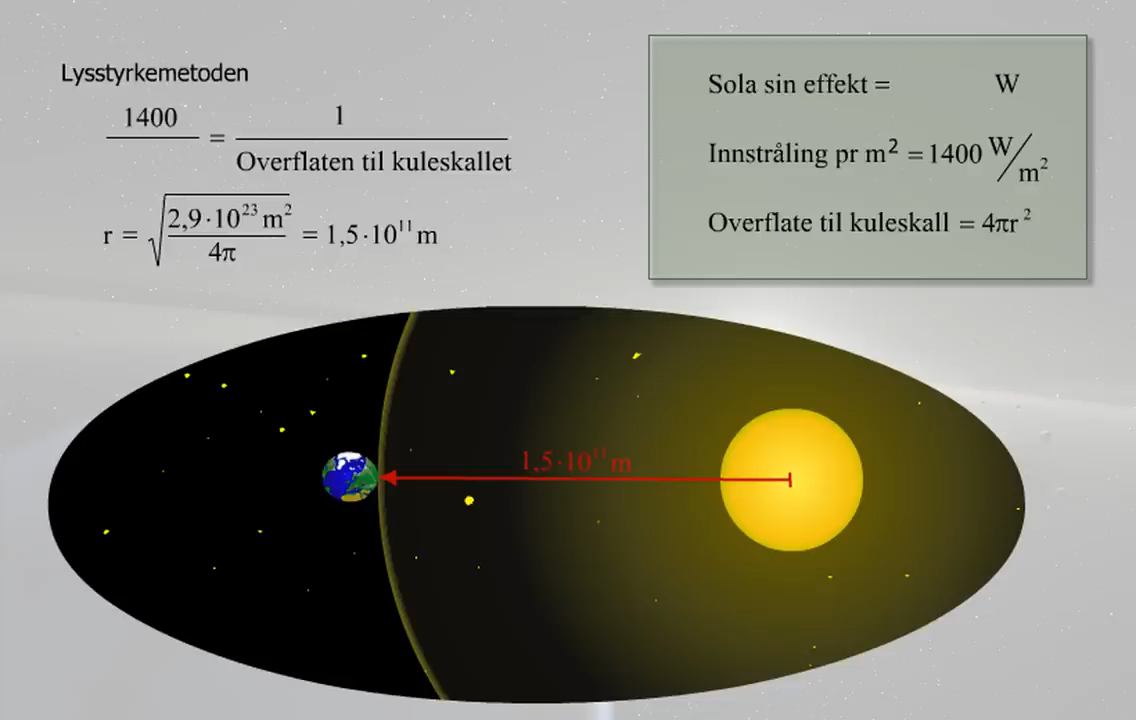 Lysstyrkemetoden
1400 / = 1 / Overflaten til kuleskallet
r = √(2,9·10²³ m² / 4π) = 1,5·10¹¹ m
Sola sin effekt = W
Innstråling pr m² = 1400 W/m²
Overflate til kuleskall = 4πr²
1,5·10¹¹ m